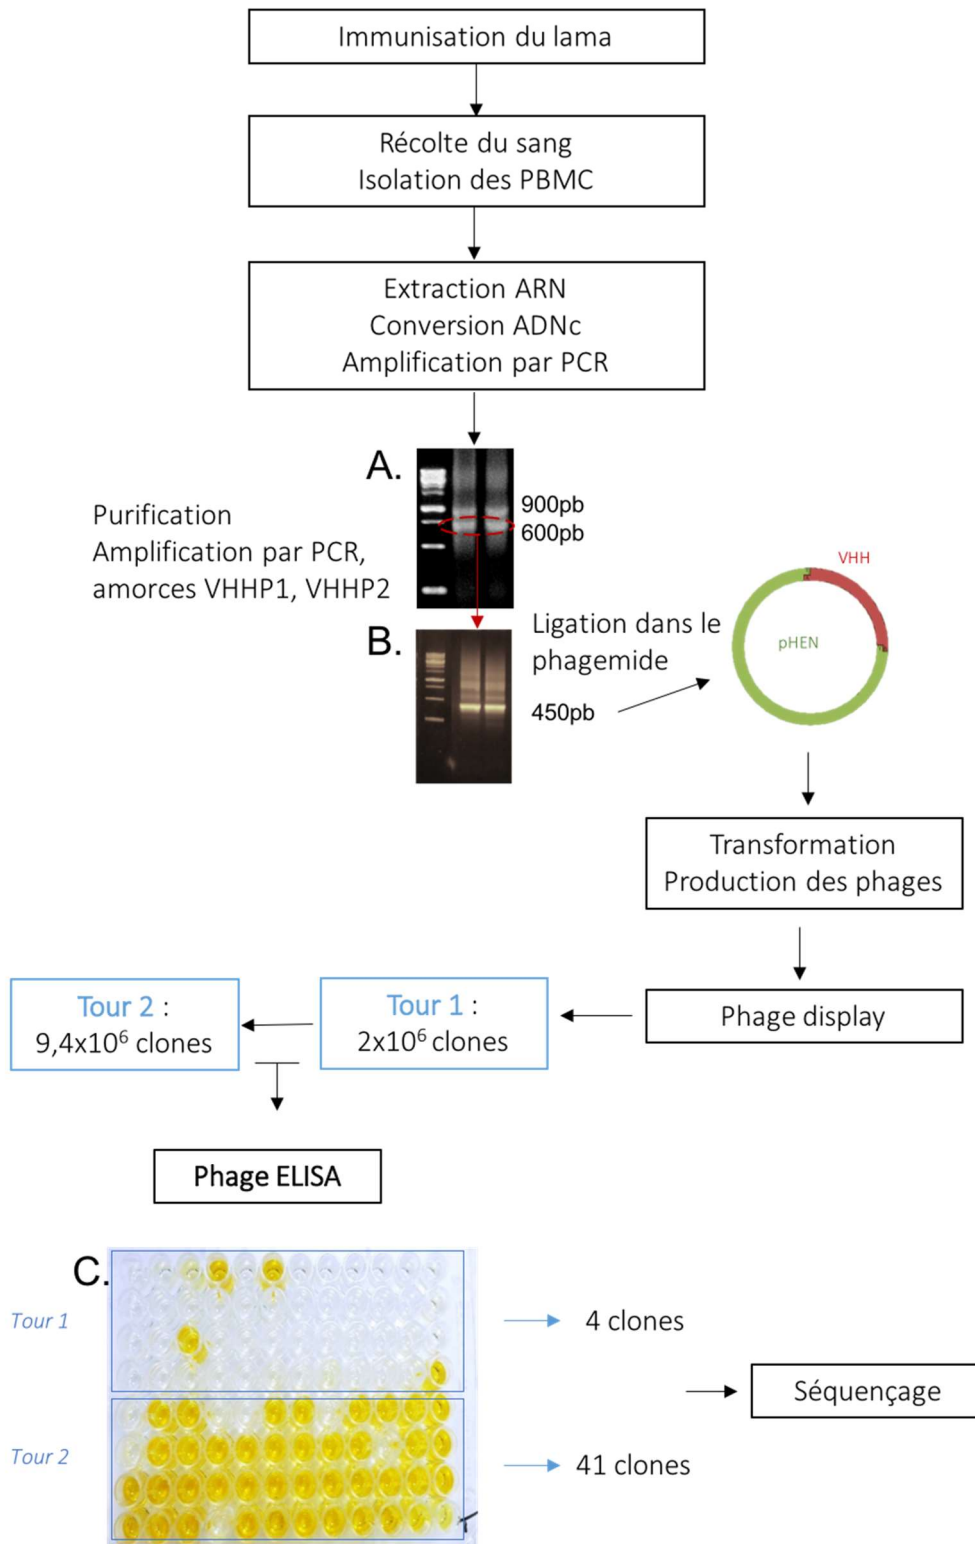 Immunisation du lama
Récolte du sang
Isolation des PBMC
Extraction ARN
Conversion ADNc
Amplification par PCR
A.
900pb
600pb
Purification
Amplification par PCR,
amorces VHHP1, VHHP2
B.
450pb
Ligation dans le
phagemide
VHH
pHEN
Transformation
Production des phages
Phage display
Tour 1 :
2x10⁶ clones
Tour 2 :
9,4x10⁶ clones
Phage ELISA
C.
Tour 1
4 clones
Tour 2
41 clones
Séquençage